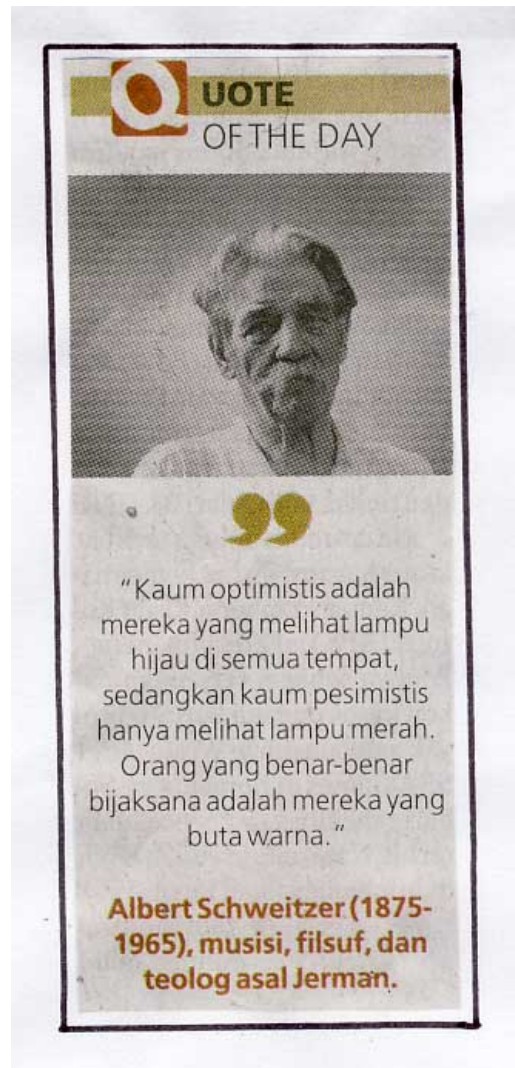 QUOTE
OF THE DAY
”
“Kaum optimistis adalah
mereka yang melihat lampu
hijau di semua tempat,
sedangkan kaum pesimistis
hanya melihat lampu merah.
Orang yang benar-benar
bijaksana adalah mereka yang
buta warna.”
Albert Schweitzer (1875-
1965), musisi, filsuf, dan
teolog asal Jerman.